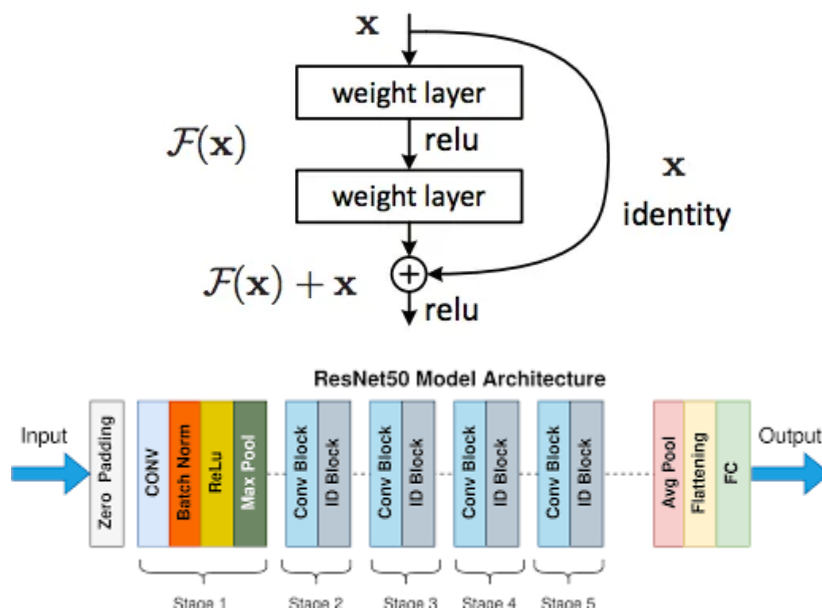 x
weight layer
F(x)
relu
weight layer
x
identity
F(x) + x
+
relu
ResNet50 Model Architecture
Input
Zero Padding
CONV
Batch Norm
ReLu
Max Pool
Conv Block
ID Block
Conv Block
ID Block
Conv Block
ID Block
Conv Block
ID Block
Avg Pool
Flattening
FC
Output
Stage 1
Stage 2
Stage 3
Stage 4
Stage 5